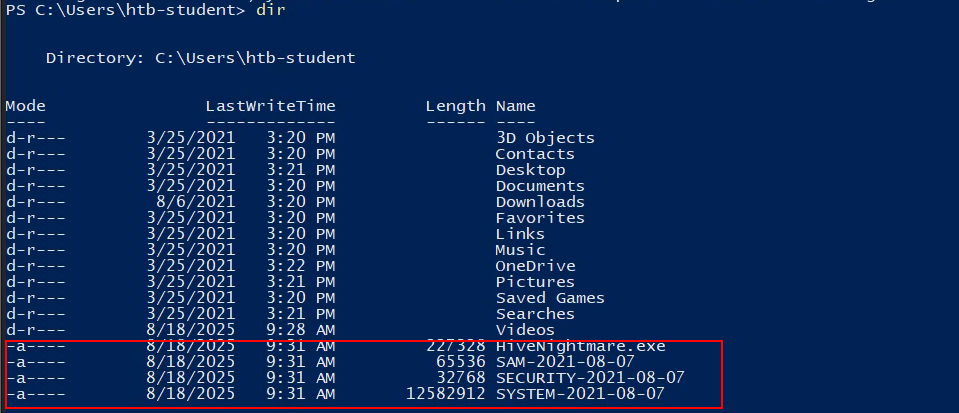 PS C:\Users\htb-student> dir
Directory: C:\Users\htb-student
Mode LastWriteTime Length Name
---- ------------- ------ ----
d-r--- 3/25/2021 3:20 PM 3D Objects
d-r--- 3/25/2021 3:20 PM Contacts
d-r--- 3/25/2021 3:21 PM Desktop
d-r--- 3/25/2021 3:20 PM Documents
d-r--- 8/6/2021 3:20 PM Downloads
d-r--- 3/25/2021 3:20 PM Favorites
d-r--- 3/25/2021 3:20 PM Links
d-r--- 3/25/2021 3:20 PM Music
d-r--- 3/25/2021 3:22 PM OneDrive
d-r--- 3/25/2021 3:21 PM Pictures
d-r--- 3/25/2021 3:20 PM Saved Games
d-r--- 3/25/2021 3:21 PM Searches
d-r--- 8/18/2025 9:28 AM Videos
-a---- 8/18/2025 9:31 AM 227328 HiveNightmare.exe
-a---- 8/18/2025 9:31 AM 65536 SAM-2021-08-07
-a---- 8/18/2025 9:31 AM 32768 SECURITY-2021-08-07
-a---- 8/18/2025 9:31 AM 12582912 SYSTEM-2021-08-07